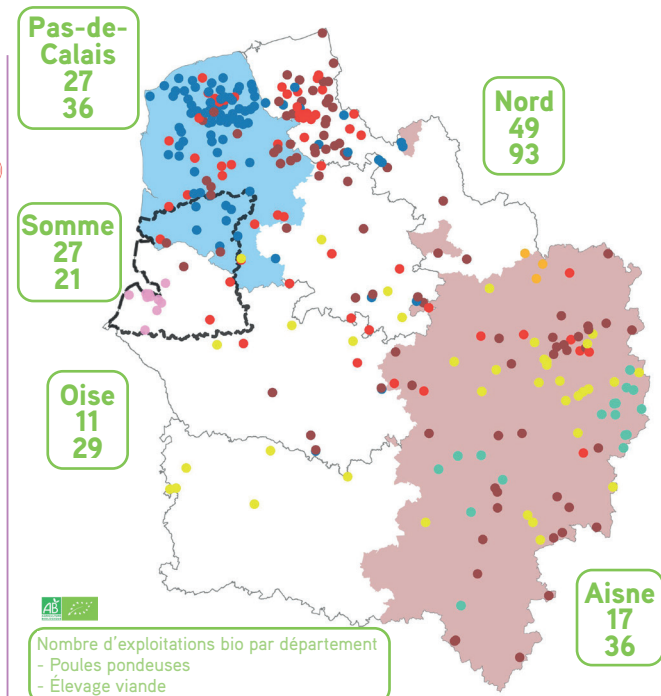 Pas-de-
Calais
27
36
Nord
49
93
Somme
27
21
Oise
11
29
Aisne
17
36
AB
Nombre d'exploitations bio par département
- Poules pondeuses
- Élevage viande